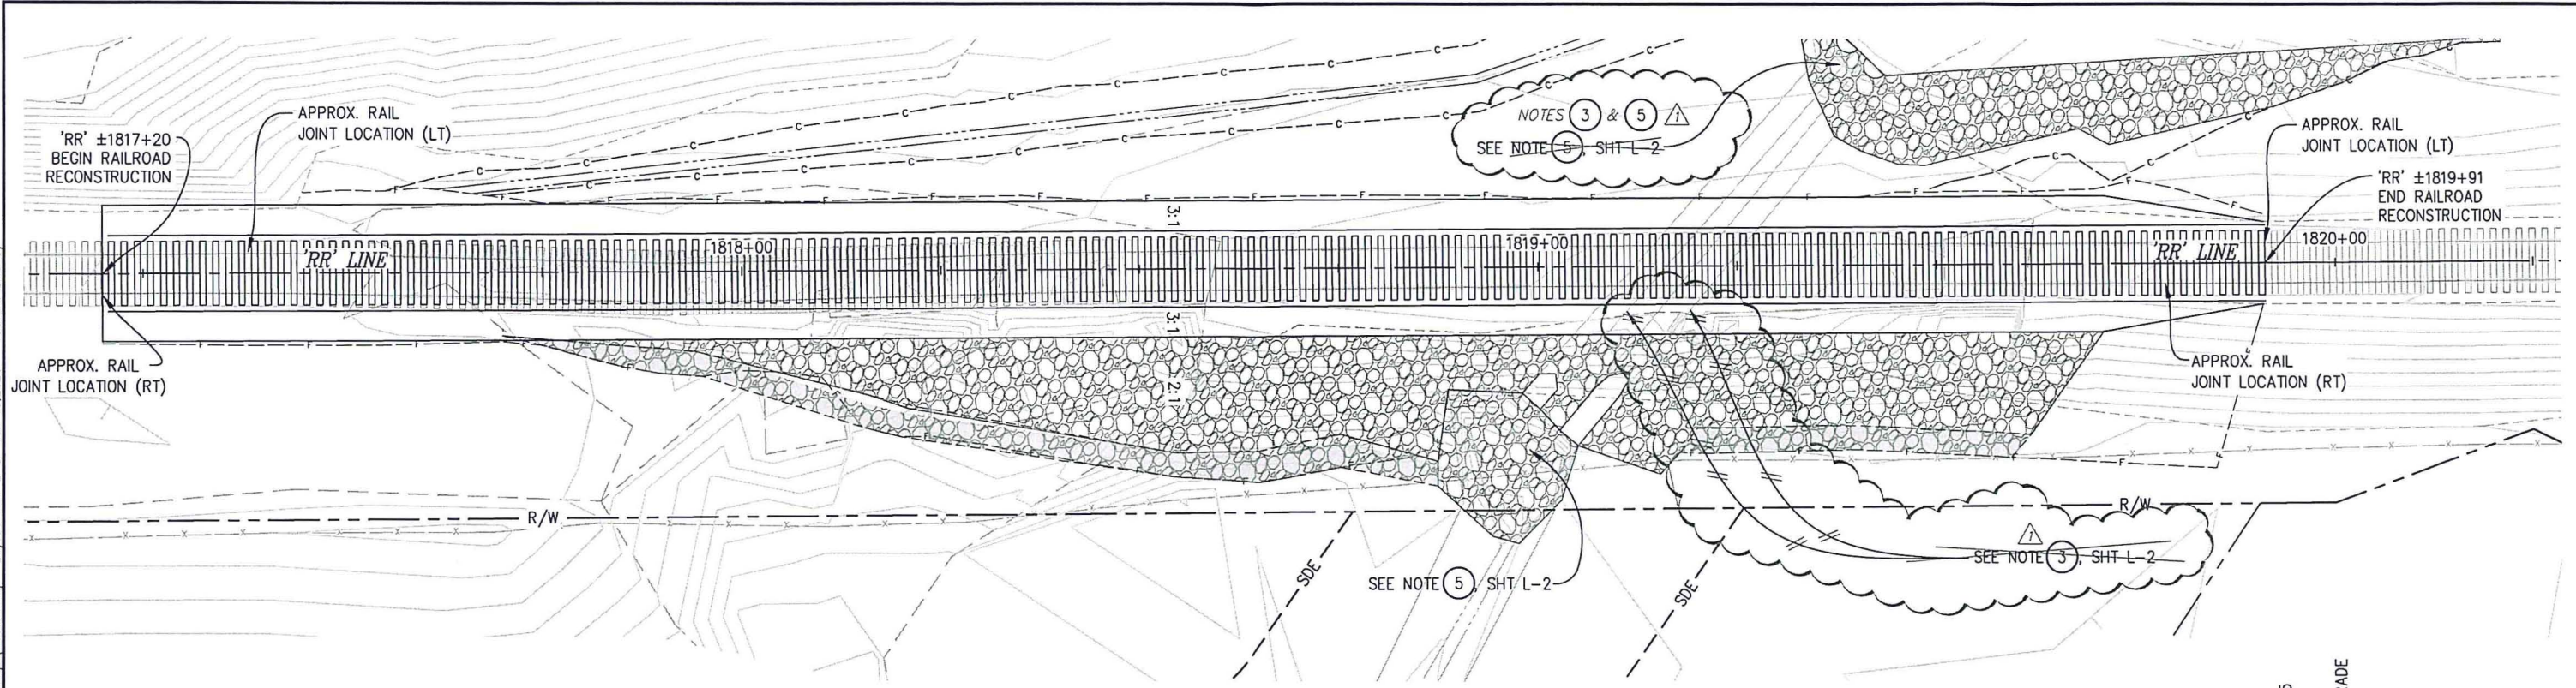 'RR' ±1817+20
BEGIN RAILROAD
RECONSTRUCTION
APPROX. RAIL
JOINT LOCATION (LT)
NOTES 3 & 5 1
SEE NOTE 5, SHT L-2
APPROX. RAIL
JOINT LOCATION (LT)
'RR' ±1819+91
END RAILROAD
RECONSTRUCTION
C C C C C
C C C C C C C C C
C
C C C
F F F F F F F F F F F F F F F F F
3:1
'RR' LINE
1818+00
1819+00
'RR' LINE
1820+00
3:1
2:1
APPROX. RAIL
JOINT LOCATION (RT)
APPROX. RAIL
JOINT LOCATION (RT)
F F F F
R/W
R/W
1
SEE NOTE 3, SHT L-2
SEE NOTE 5, SHT L-2
SDE
SDE